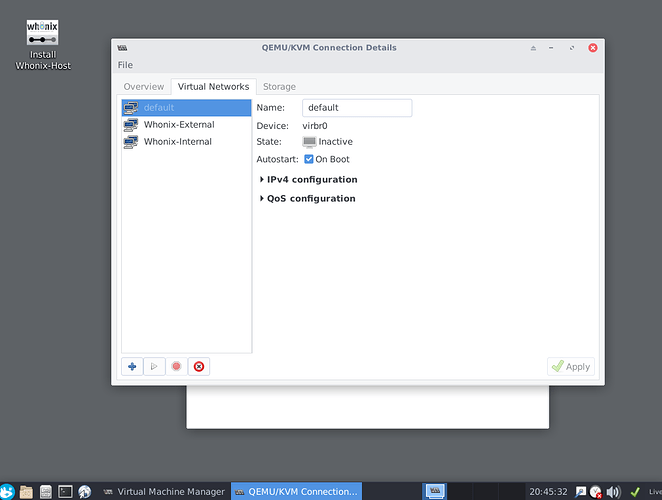 whonix
Install
Whonix-Host
QEMU/KVM Connection Details
File
Overview
Virtual Networks
Storage
default
Whonix-External
Whonix-Internal
Name:
default
Device:
virbr0
State:
Inactive
Autostart:
On Boot
IPv4 configuration
QoS configuration
Apply
Virtual Machine Manager
QEMU/KVM Connection...
20:45:32
Live